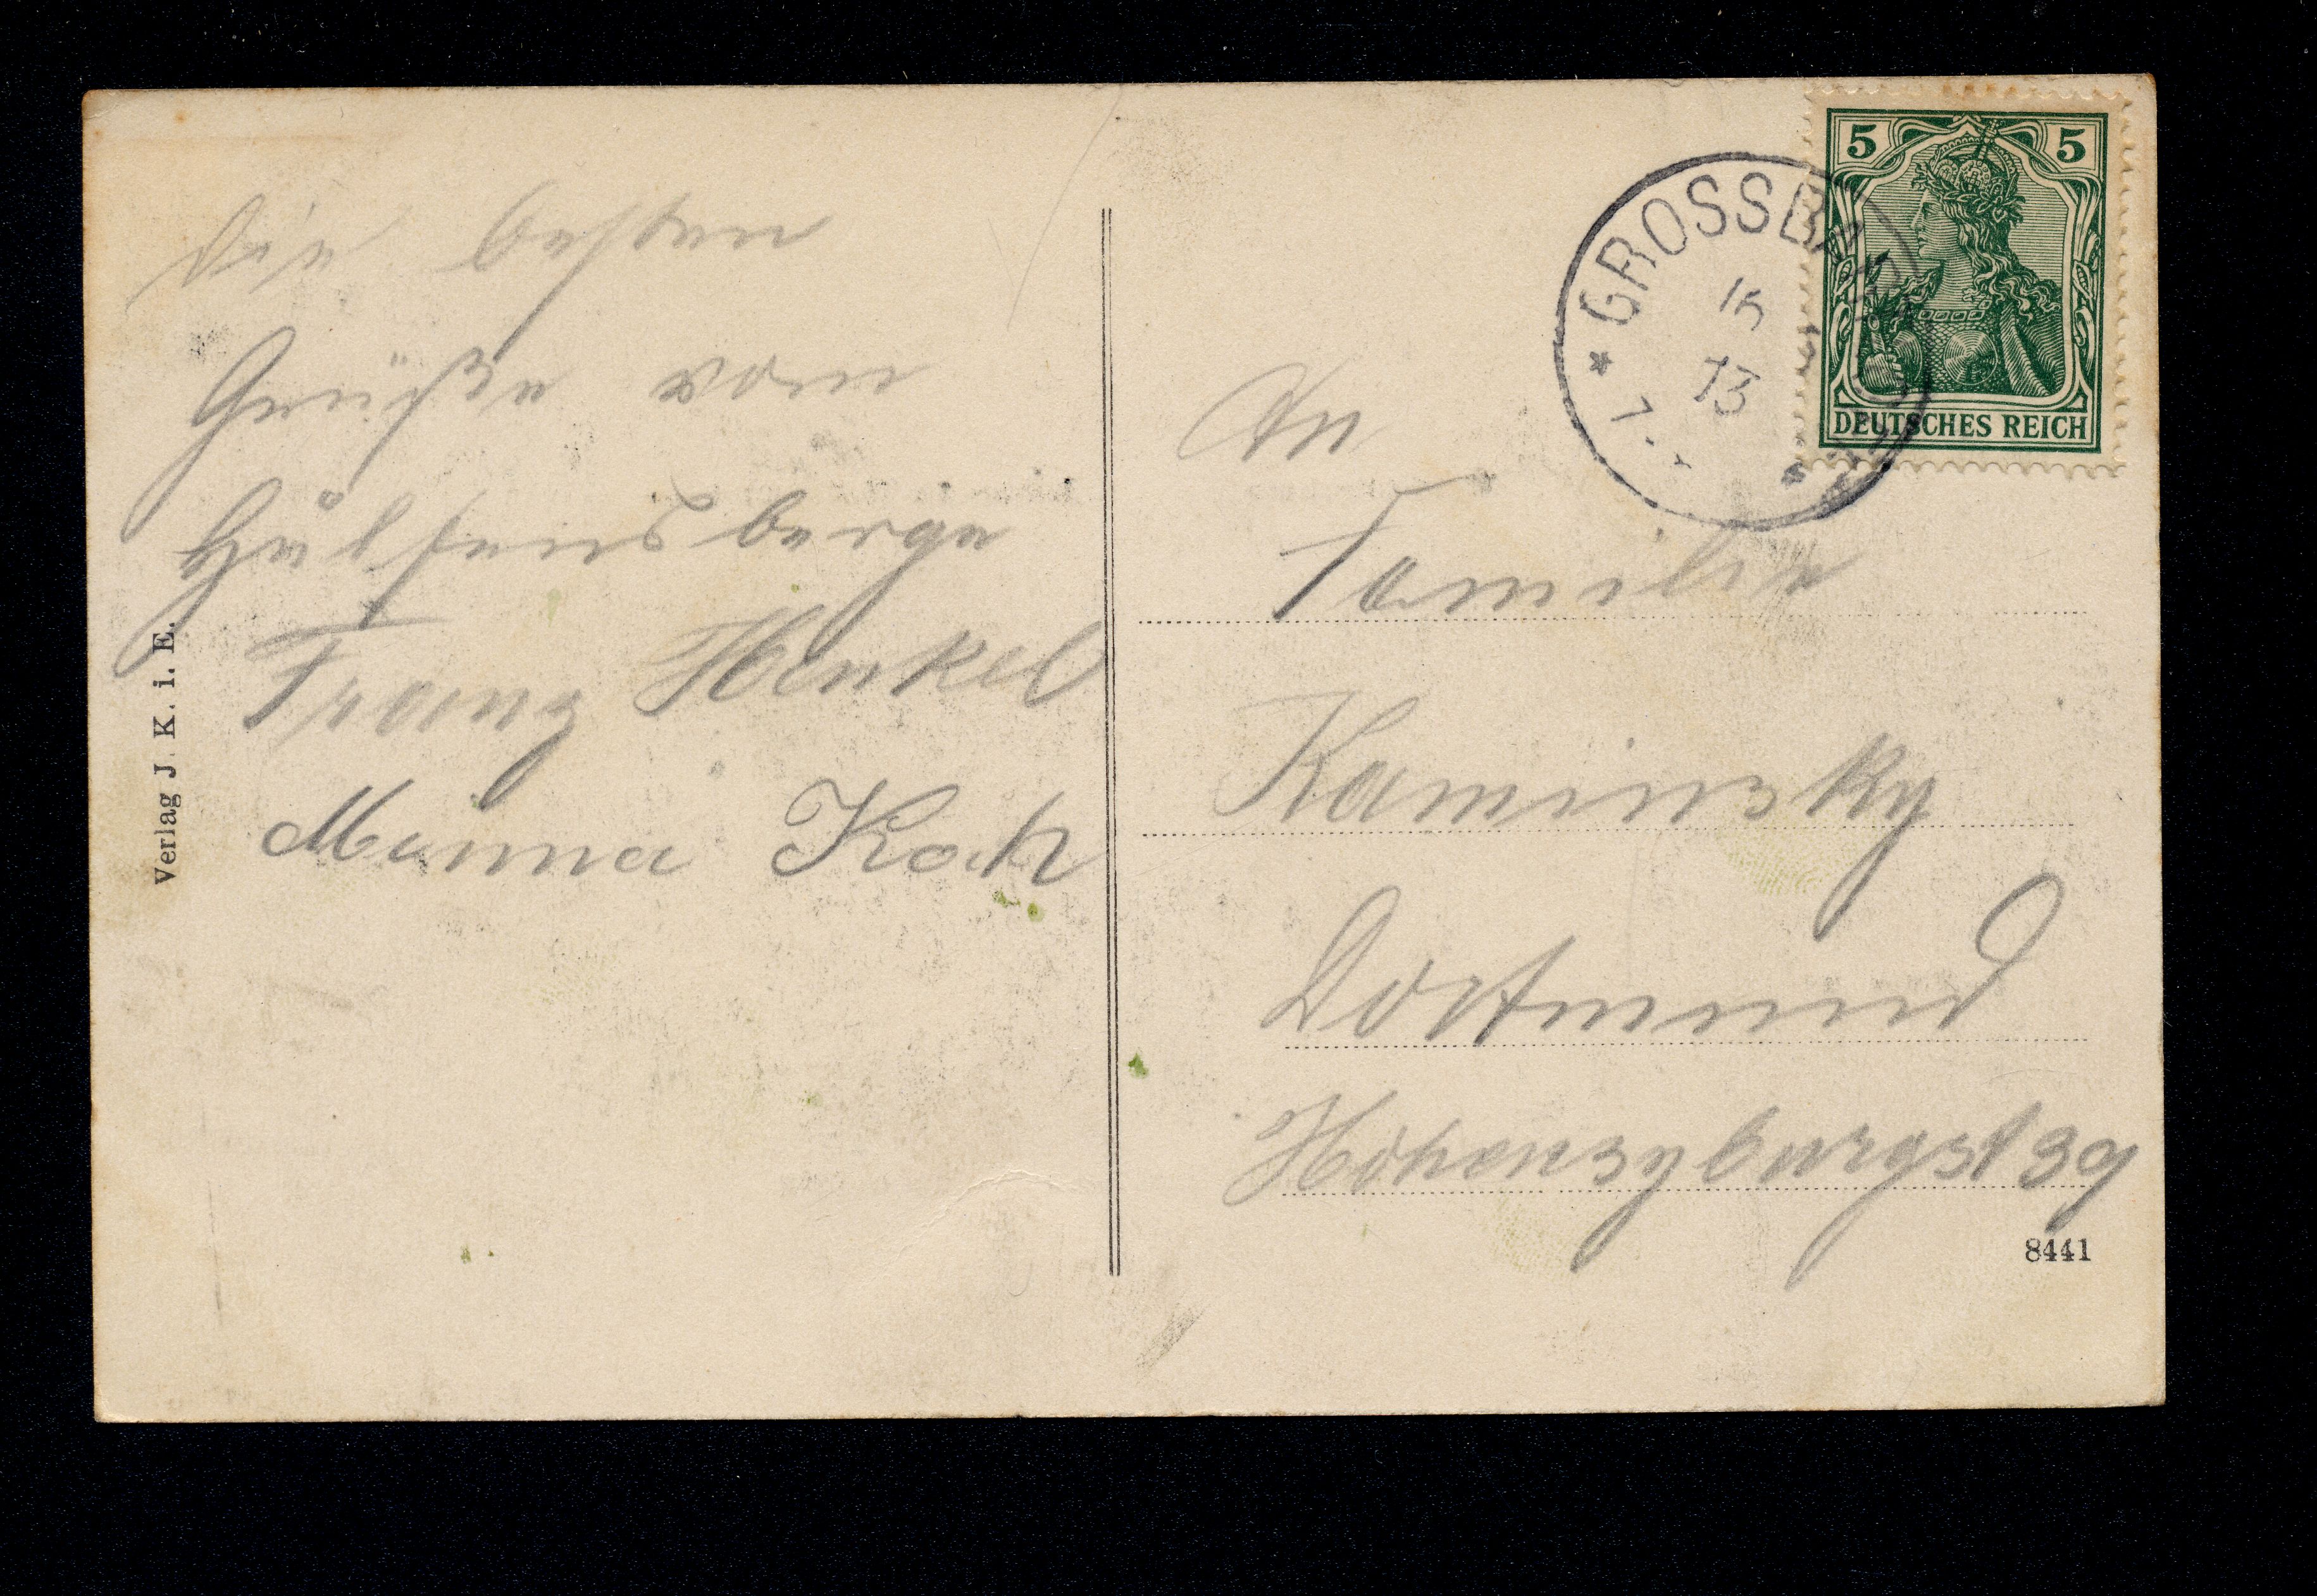 Die besten
Grüße vom
Hülfensberge
Franz Henkel
Minna Koch
Verlag J. K. i. E.
GROSSB
13
5 5
DEUTSCHES REICH
An
Familie
Kaminsky
Dortmund
Hohensyburgst 39
8441